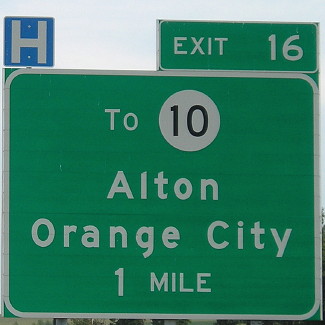 H
EXIT 16
TO 10
Alton
Orange City
1 MILE